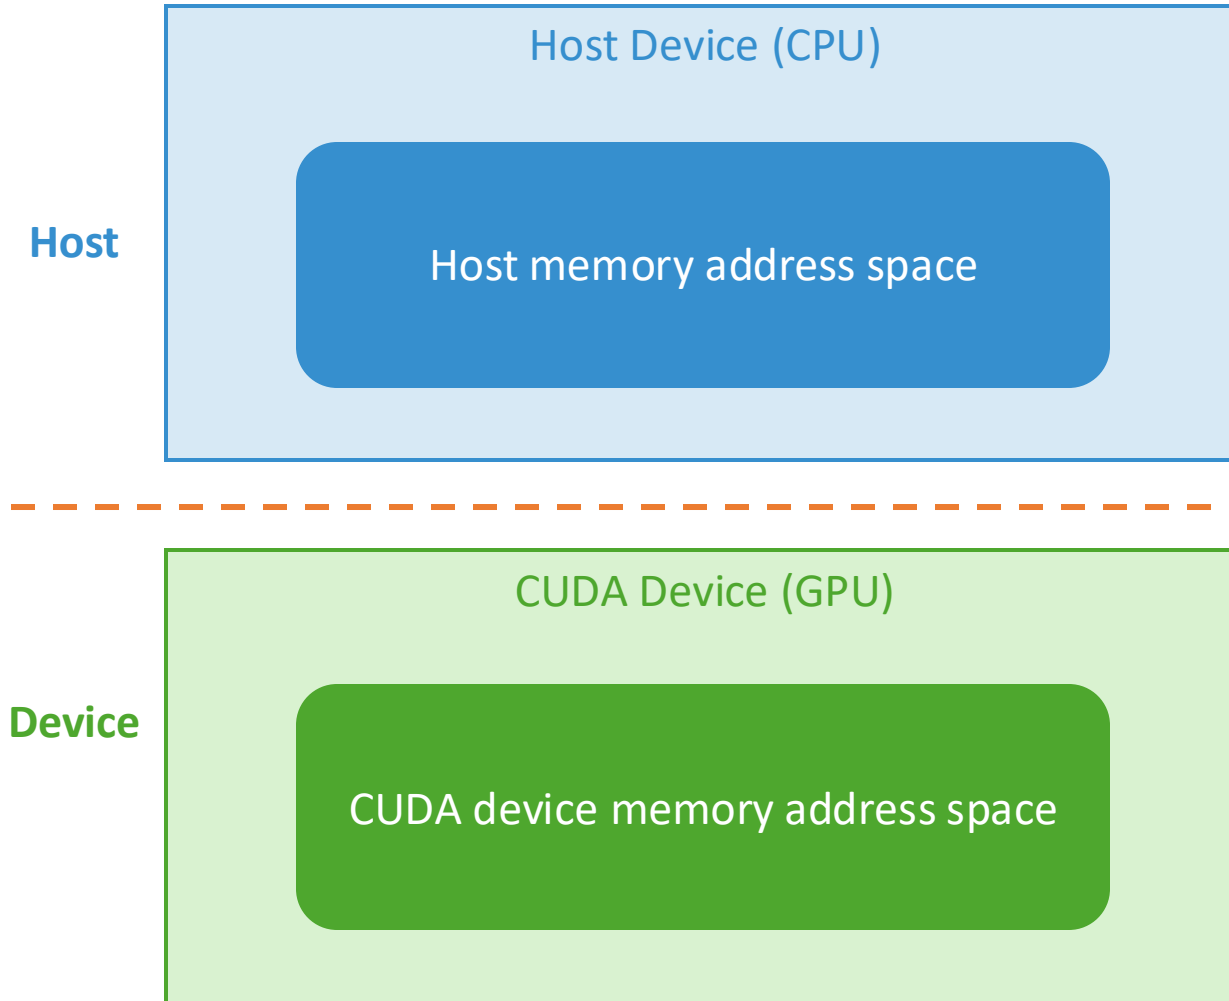 Host Device (CPU)
Host
Host memory address space
CUDA Device (GPU)
Device
CUDA device memory address space